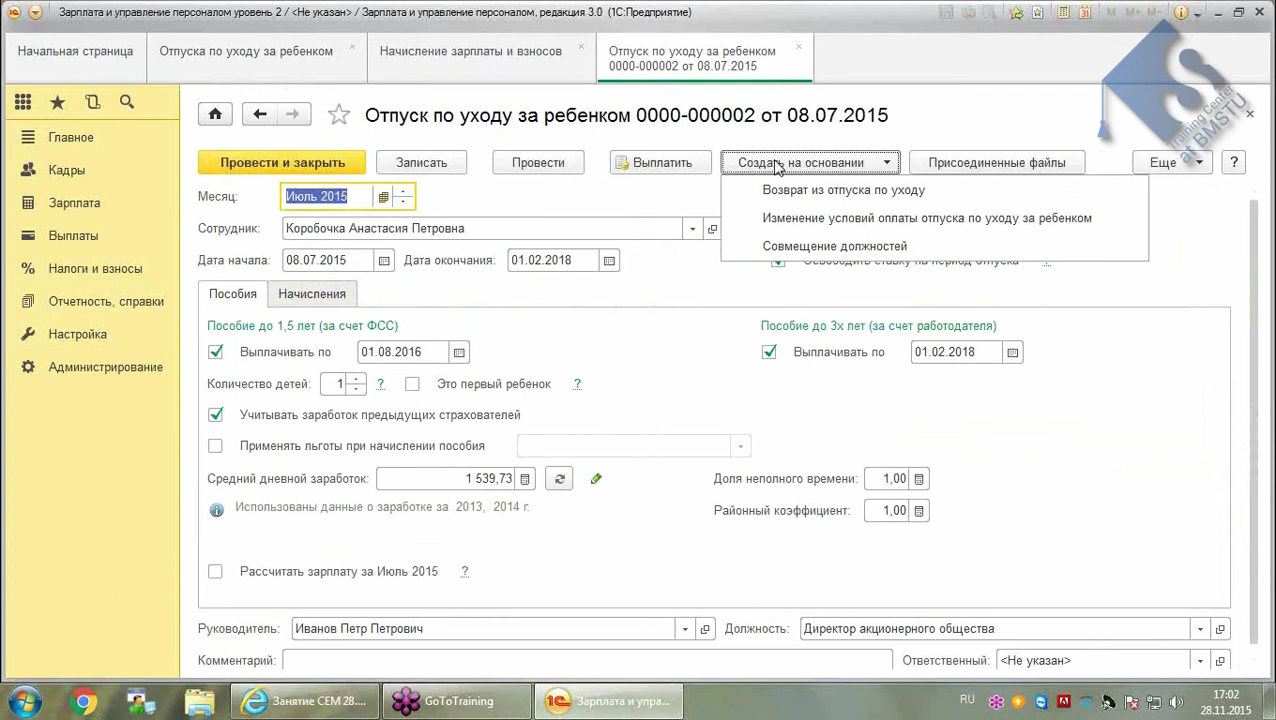 Зарплата и управление персоналом уровень 2 / <Не указан> / Зарплата и управление персоналом, редакция 3.0 (1С:Предприятие)
M M+ M-
Начальная страница
Отпуска по уходу за ребенком
Начисление зарплаты и взносов
Отпуск по уходу за ребенком
0000-000002 от 08.07.2015
Training Center
at BMSTU
Главное
Кадры
Зарплата
Выплаты
Налоги и взносы
Отчетность, справки
Настройка
Администрирование
Отпуск по уходу за ребенком 0000-000002 от 08.07.2015
Провести и закрыть
Записать
Провести
Выплатить
Создать на основании
Присоединенные файлы
Еще
?
Возврат из отпуска по уходу
Изменение условий оплаты отпуска по уходу за ребенком
Совмещение должностей
Месяц:
Июль 2015
Сотрудник:
Коробочка Анастасия Петровна
Дата начала:
08.07.2015
Дата окончания:
01.02.2018
Освободить ставку на период отпуска
Пособия
Начисления
Пособие до 1,5 лет (за счет ФСС)
Пособие до 3х лет (за счет работодателя)
Выплачивать по
01.08.2016
Выплачивать по
01.02.2018
Количество детей:
1
?
Это первый ребенок
?
Учитывать заработок предыдущих страхователей
Применять льготы при начислении пособия
Средний дневной заработок:
1 539,73
Доля неполного времени:
1,00
Использованы данные о заработке за 2013, 2014 г.
Районный коэффициент:
1,00
Рассчитать зарплату за Июль 2015
?
Руководитель:
Иванов Петр Петрович
Должность:
Директор акционерного общества
Комментарий:
Ответственный:
<Не указан>
Занятие СЕМ 28....
GoToTraining
Зарплата и упра...
RU
17:02
28.11.2015